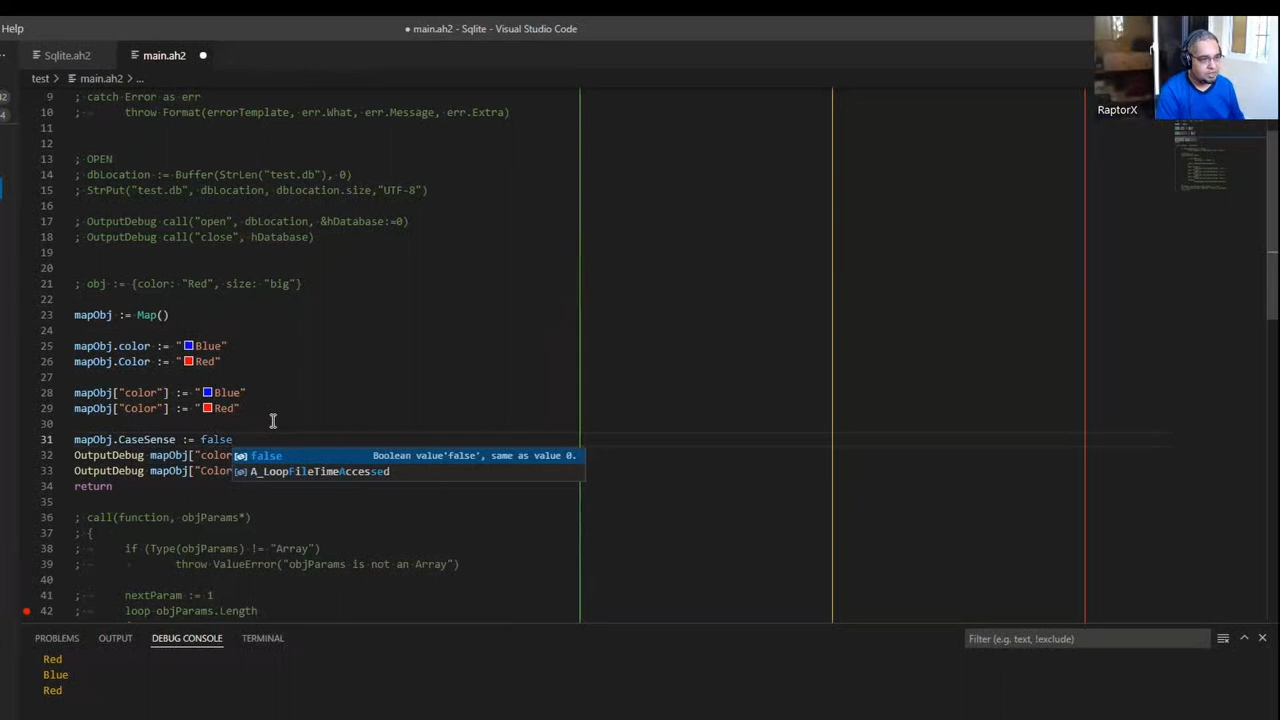 Help
● main.ah2 - Sqlite - Visual Studio Code
Sqlite.ah2
main.ah2 ●
test > main.ah2 > ...
RaptorX
9 ; catch Error as err
10 ; throw Format(errorTemplate, err.What, err.Message, err.Extra)
11
12
13 ; OPEN
14 ; dbLocation := Buffer(StrLen("test.db"), 0)
15 ; StrPut("test.db", dbLocation, dbLocation.size,"UTF-8")
16
17 ; OutputDebug call("open", dbLocation, &hDatabase:=0)
18 ; OutputDebug call("close", hDatabase)
19
20
21 ; obj := {color: "Red", size: "big"}
22
23 mapObj := Map()
24
25 mapObj.color := "Blue"
26 mapObj.Color := "Red"
27
28 mapObj["color"] := "Blue"
29 mapObj["Color"] := "Red"
30
31 mapObj.CaseSense := false
32 OutputDebug mapObj["color
false Boolean value'false', same as value 0.
33 OutputDebug mapObj["Color
A_LoopFileTimeAccessed
34 return
35
36 ; call(function, objParams*)
37 ; {
38 ; if (Type(objParams) != "Array")
39 ; throw ValueError("objParams is not an Array")
40
41 ; nextParam := 1
42 ; loop objParams.Length
PROBLEMS OUTPUT DEBUG CONSOLE TERMINAL
Filter (e.g. text, !exclude)
Red
Blue
Red